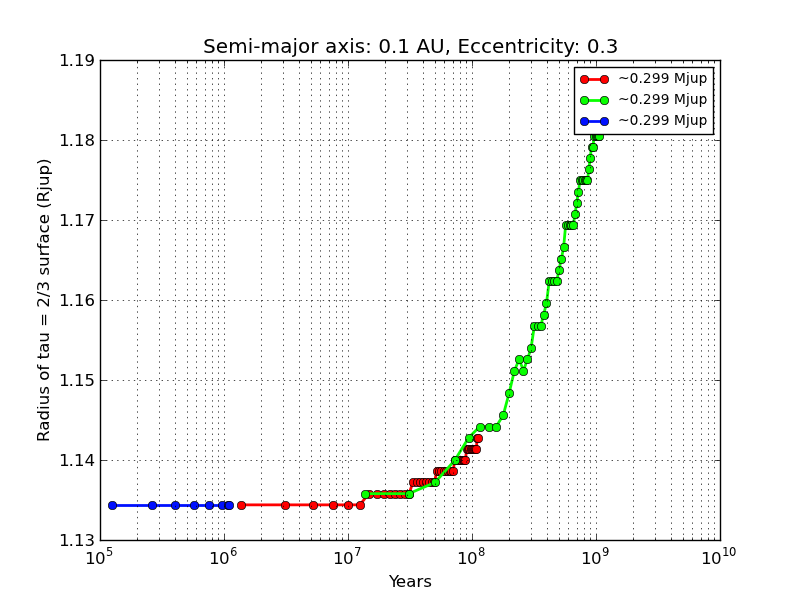 Semi-major axis: 0.1 AU, Eccentricity: 0.3
~0.299 Mjup
~0.299 Mjup
~0.299 Mjup
Radius of tau = 2/3 surface (Rjup)
1.19
1.18
1.17
1.16
1.15
1.14
1.13
10^5 10^6 10^7 10^8 10^9 10^10
Years